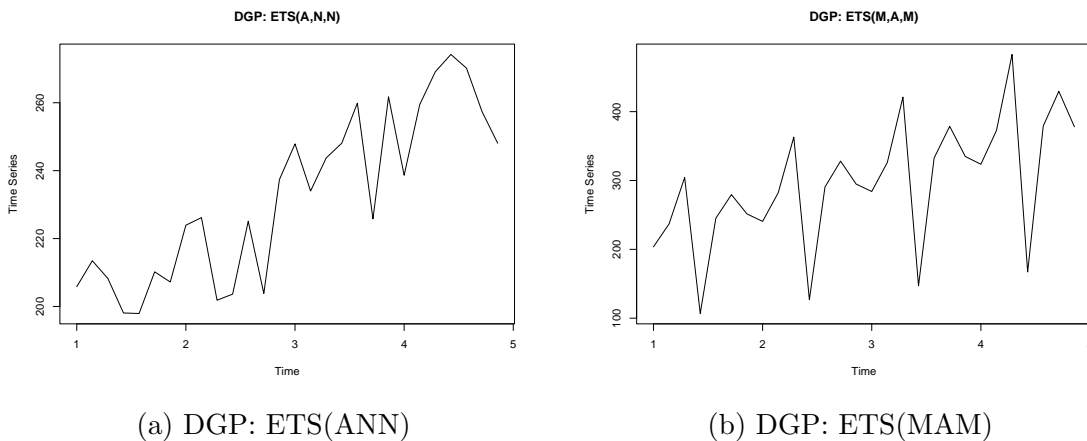 DGP: ETS(A,N,N)
Time Series
200 220 240 260
1 2 3 4 5
Time
(a) DGP: ETS(ANN)
DGP: ETS(M,A,M)
Time Series
100 200 300 400
1 2 3 4
Time
(b) DGP: ETS(MAM)